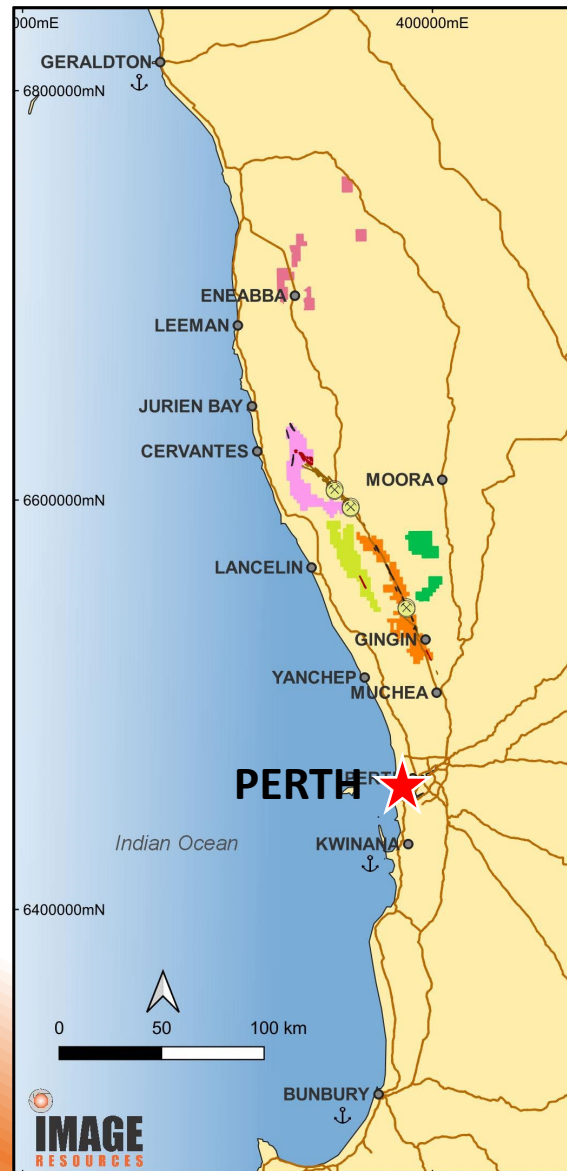 000mE
400000mE
GERALDTON
6800000mN
ENEABBA
LEEMAN
JURIEN BAY
CERVANTES
MOORA
6600000mN
LANCELIN
GINGIN
YANCHEP
MUCHEA
PERTH
Indian Ocean
KWINANA
6400000mN
0 50 100 km
BUNBURY
IMAGE
RESOURCES